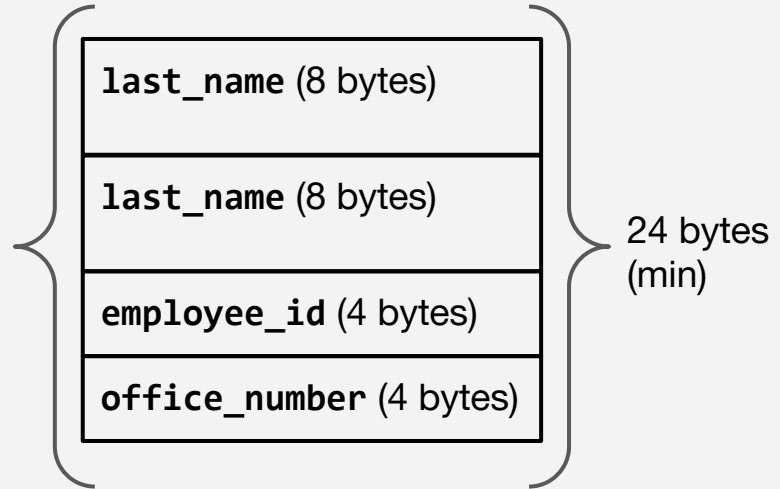 last_name (8 bytes)
last_name (8 bytes)
employee_id (4 bytes)
office_number (4 bytes)
24 bytes
(min)